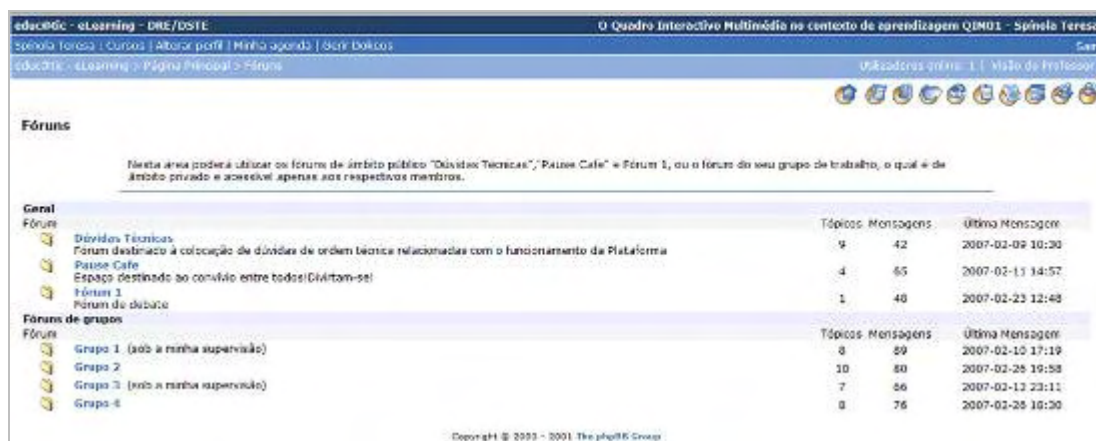 educ@tic - eLearning - DRE/DSTE O Quadro Interactivo Multimédia no contexto de aprendizagem QIM01 - Spínola Teresa
Spínola Teresa : Cursos | Alterar perfil | Minha agenda | Gerir
educ@tic - eLearning > Página Principal > Fóruns Utilizadores online: 1 | Visão do Professor
Fóruns
Nesta área poderá utilizar os fóruns de âmbito público "Dúvidas Técnicas", "Pause Cafe" e Fórum 1, ou o fórum do seu grupo de trabalho, o qual é de
âmbito privado e acessível apenas aos respectivos membros.
Geral
Fórum Tópicos Mensagens Última Mensagem
Dúvidas Técnicas 9 42 2007-02-09 10:30
Fórum destinado à colocação de dúvidas de ordem técnica relacionadas com o funcionamento da Plataforma
Pause Cafe 4 65 2007-02-11 14:57
Espaço destinado ao convívio entre todos!Divirtam-se!
Fórum 1 1 48 2007-02-23 12:48
Fórum de debate
Fóruns de grupos
Fórum Tópicos Mensagens Última Mensagem
Grupo 1 (sob a minha supervisão) 8 89 2007-02-10 17:19
Grupo 2 10 80 2007-02-26 19:58
Grupo 3 (sob a minha supervisão) 7 66 2007-02-12 23:11
Grupo 4 8 76 2007-02-26 16:30
Copyright © 2003 - 2001 The phpBB Group